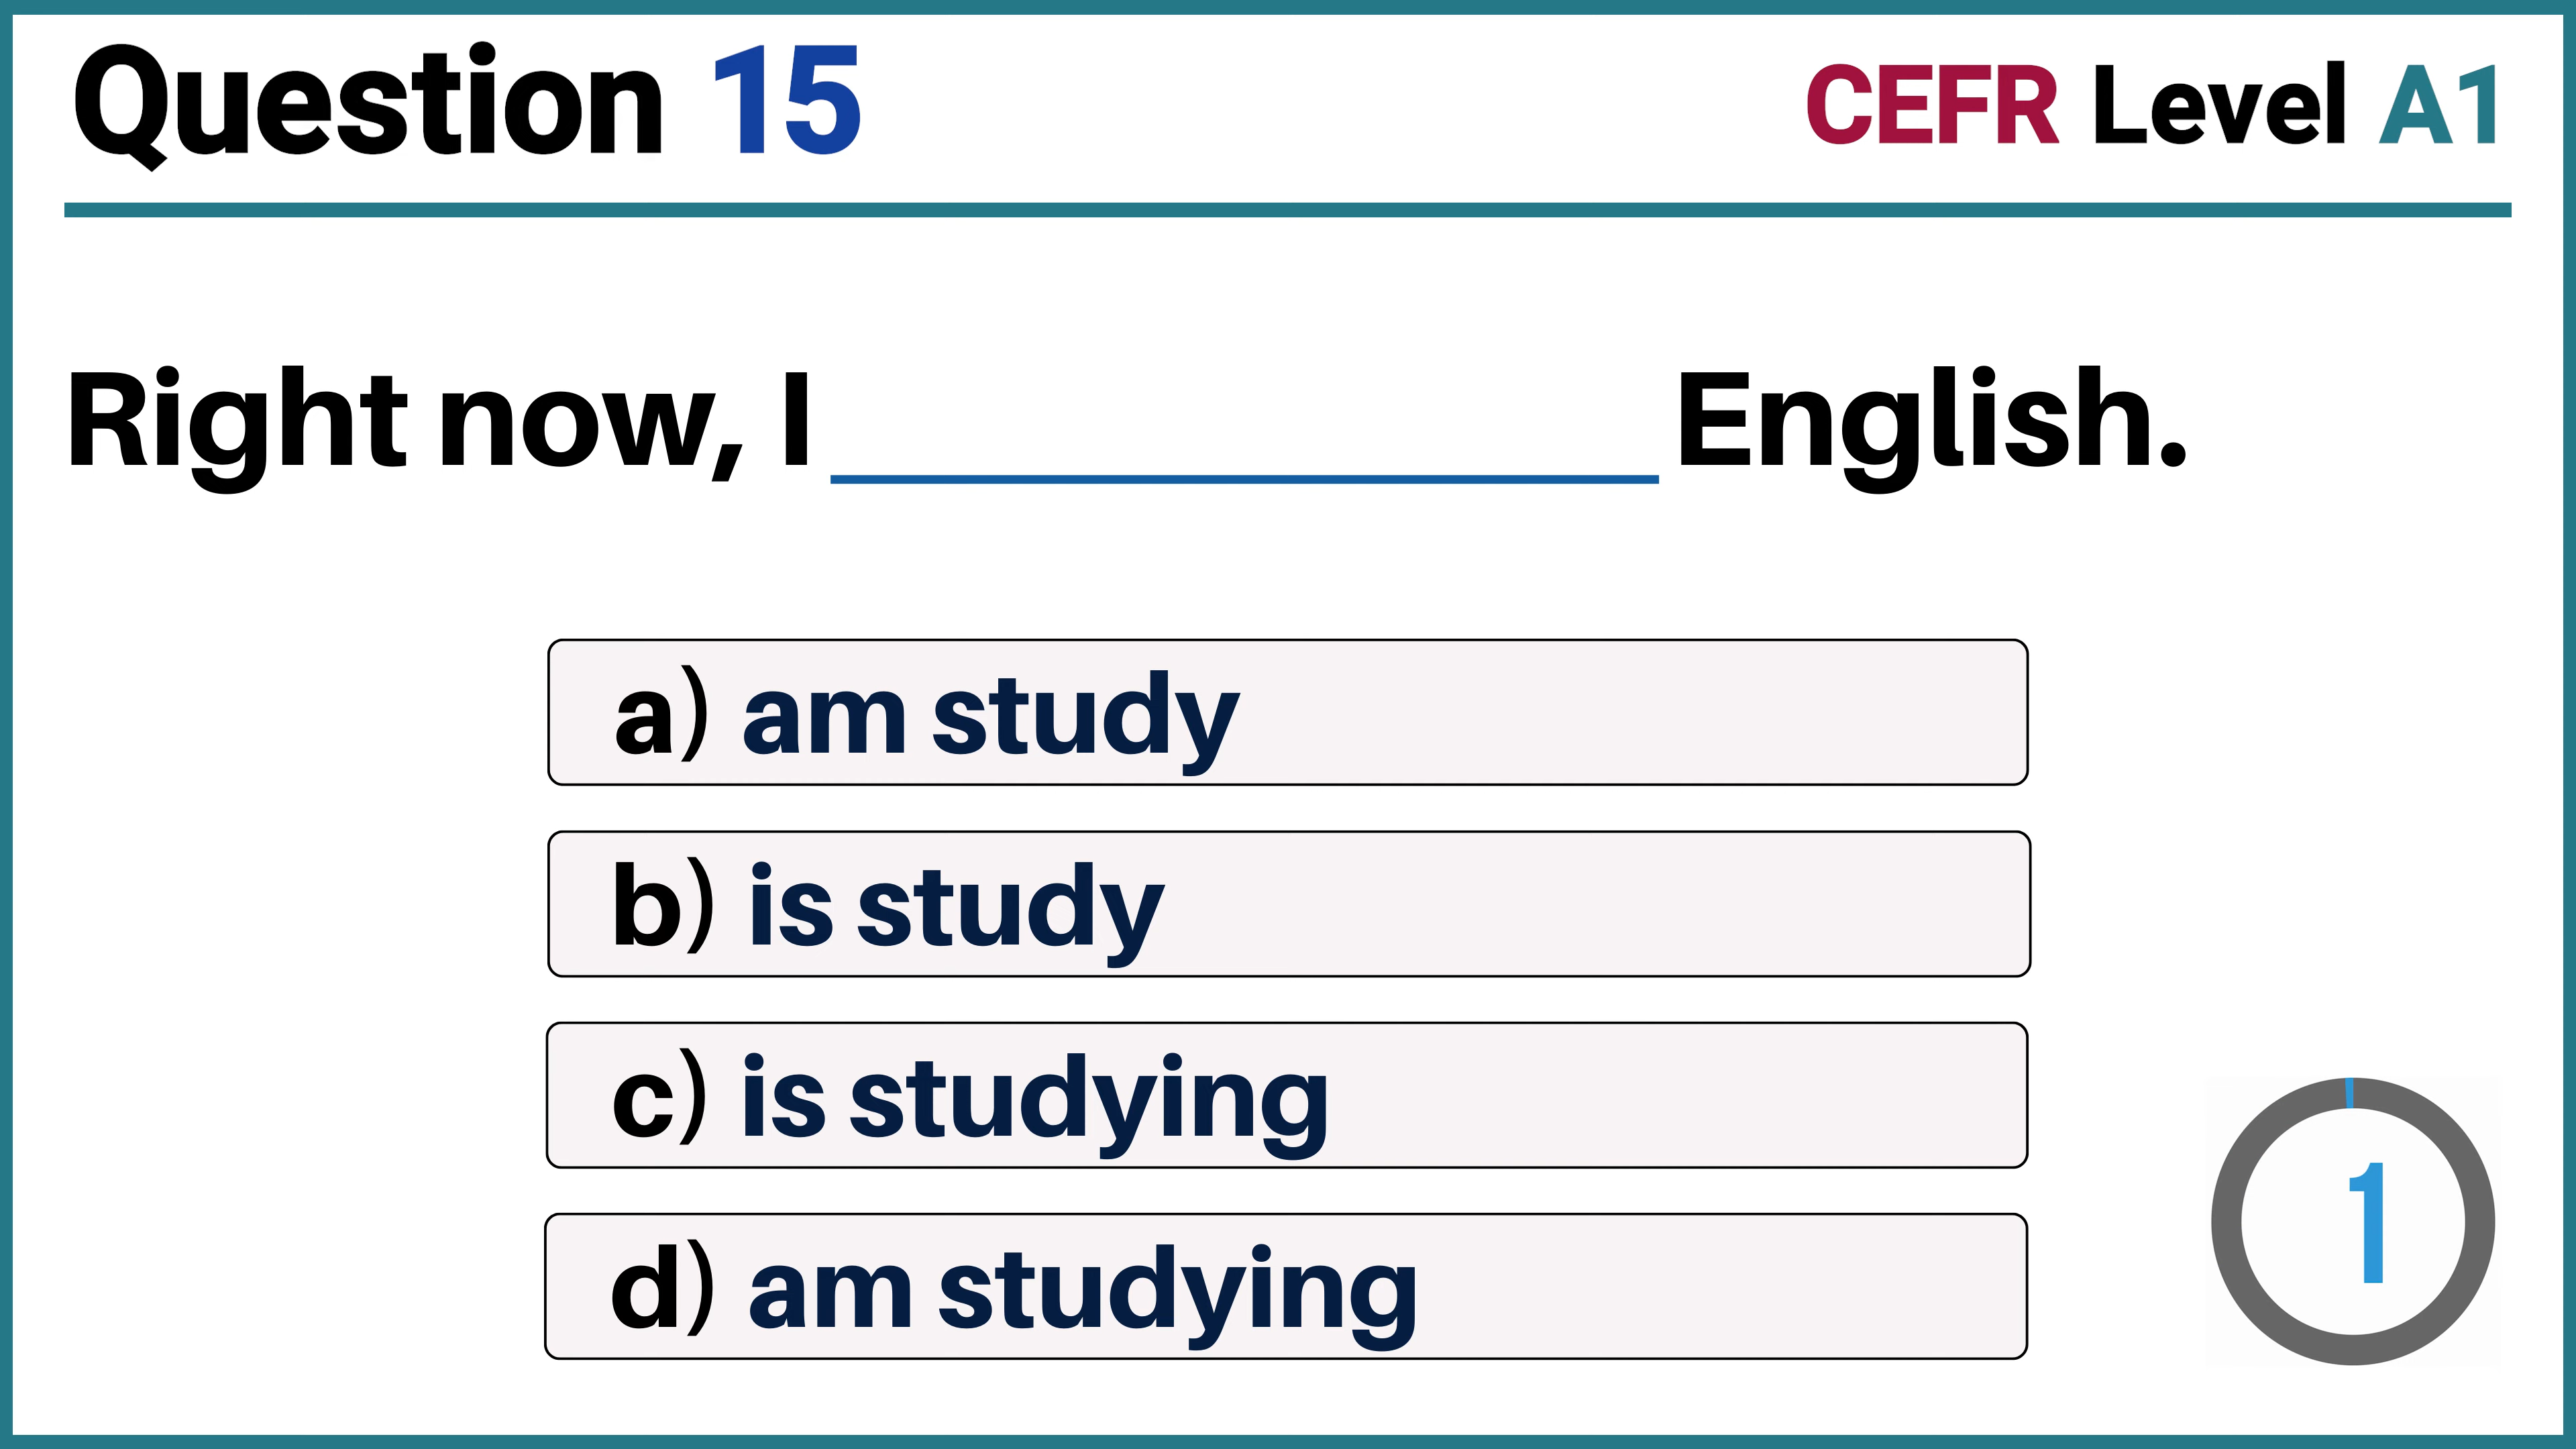 Question 15
CEFR Level A1
Right now, I ____________ English.
a) am study
b) is study
c) is studying
d) am studying
1